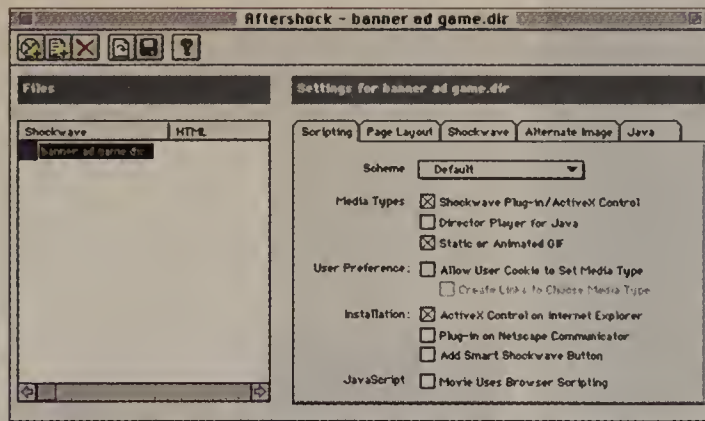 Aftershock - banner ad game.dir
Files
Settings for banner ad game.dir
Shockwave HTML
banner ad game.dir
Scripting Page Layout Shockwave Alternate Image Java
Scheme Default
Media Types Shockwave Plug-in/ActiveX Control
Director Player for Java
Static or Animated GIF
User Preference: Allow User Cookie to Set Media Type
Create Links to Choose Media Type
Installation: ActiveX Control on Internet Explorer
Plug-in on Netscape Communicator
Add Smart Shockwave Button
JavaScript Movie Uses Browser Scripting